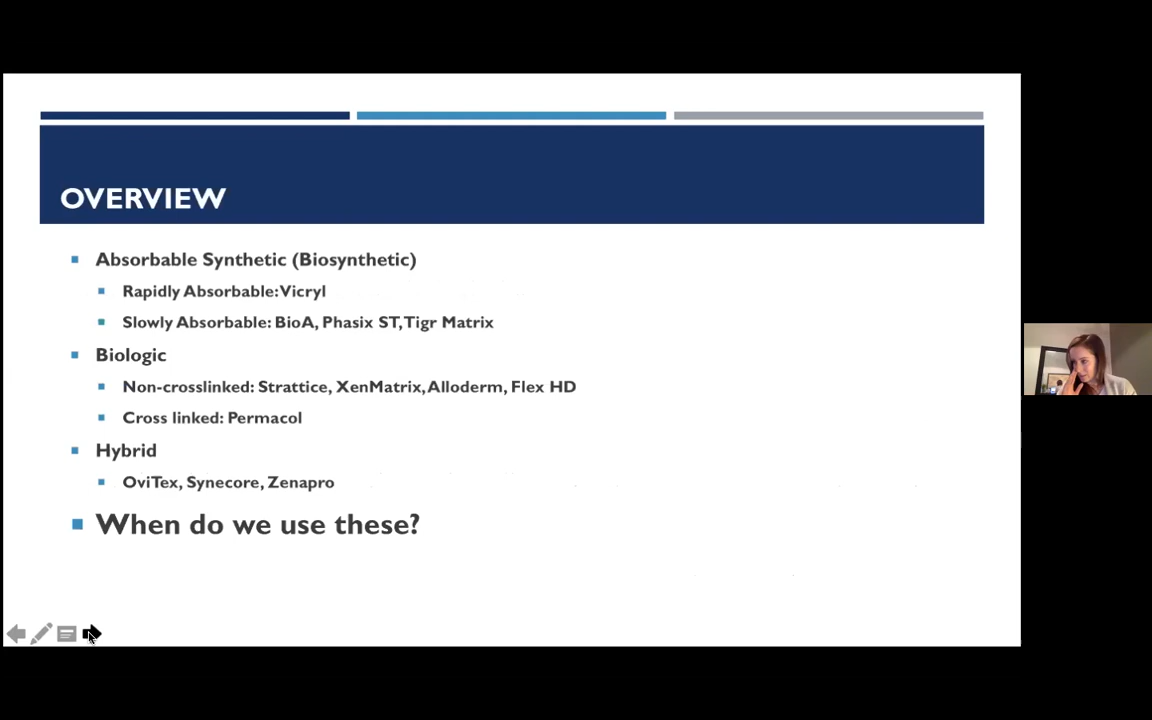 OVERVIEW
Absorbable Synthetic (Biosynthetic)
Rapidly Absorbable: Vicryl
Slowly Absorbable: BioA, Phasix ST, Tigr Matrix
Biologic
Non-crosslinked: Strattice, XenMatrix, Alloderm, Flex HD
Cross linked: Permacol
Hybrid
OviTex, Synecore, Zenapro
When do we use these?